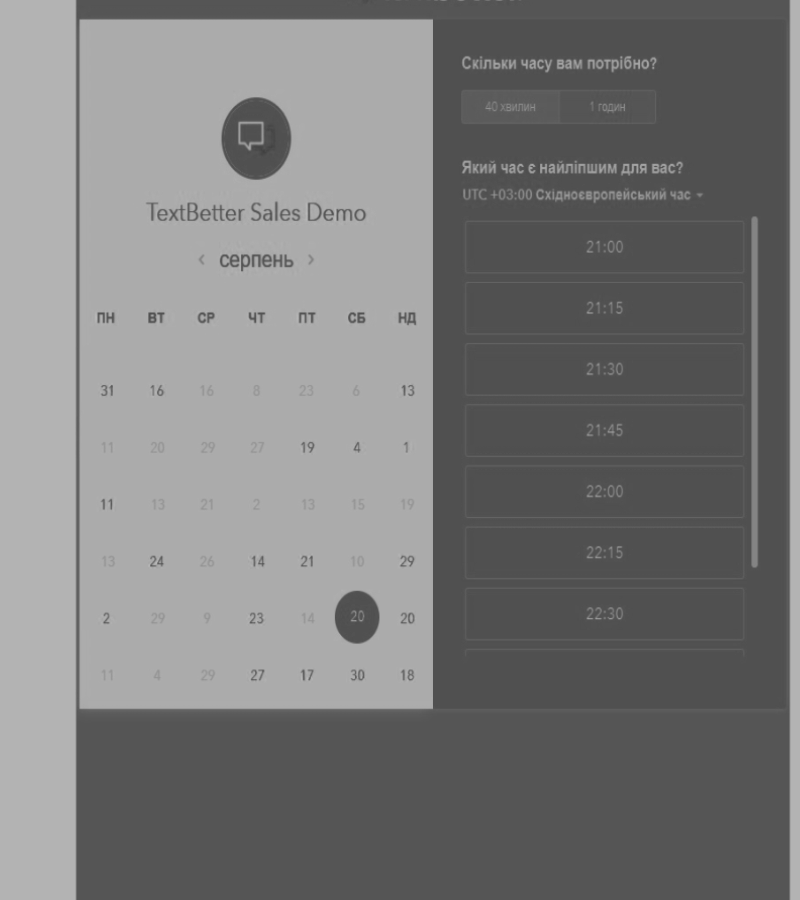 TextBetter Sales Demo
‹ серпень ›
ПН ВТ СР ЧТ ПТ СБ НД
31 16 16 8 23 6 13
11 20 29 27 19 4 1
11 13 21 2 13 15 19
13 24 26 14 21 10 29
2 29 9 23 14 20 20
11 4 29 27 17 30 18
Скільки часу вам потрібно?
40 хвилин 1 годин
Який час є найліпшим для вас?
UTC +03:00 Східноєвропейський час
21:00
21:15
21:30
21:45
22:00
22:15
22:30